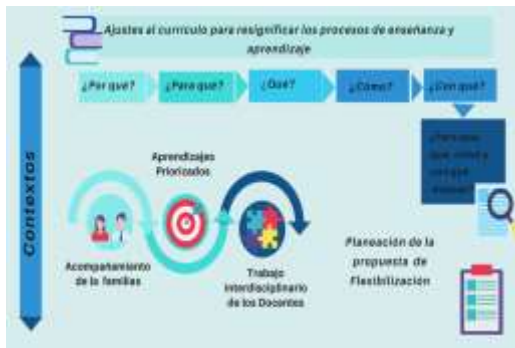 Ajustes al currículo para resignificar los procesos de enseñanza y
aprendizaje
¿Por qué?
¿Para qué?
¿Qué?
¿Cómo?
¿Con qué?
Contextos
Aprendizajes
Priorizados
Acompañamiento
de la familias
Trabajo
Interdisciplinario
de los Docentes
Planeación de la
propuesta de
Flexibilización